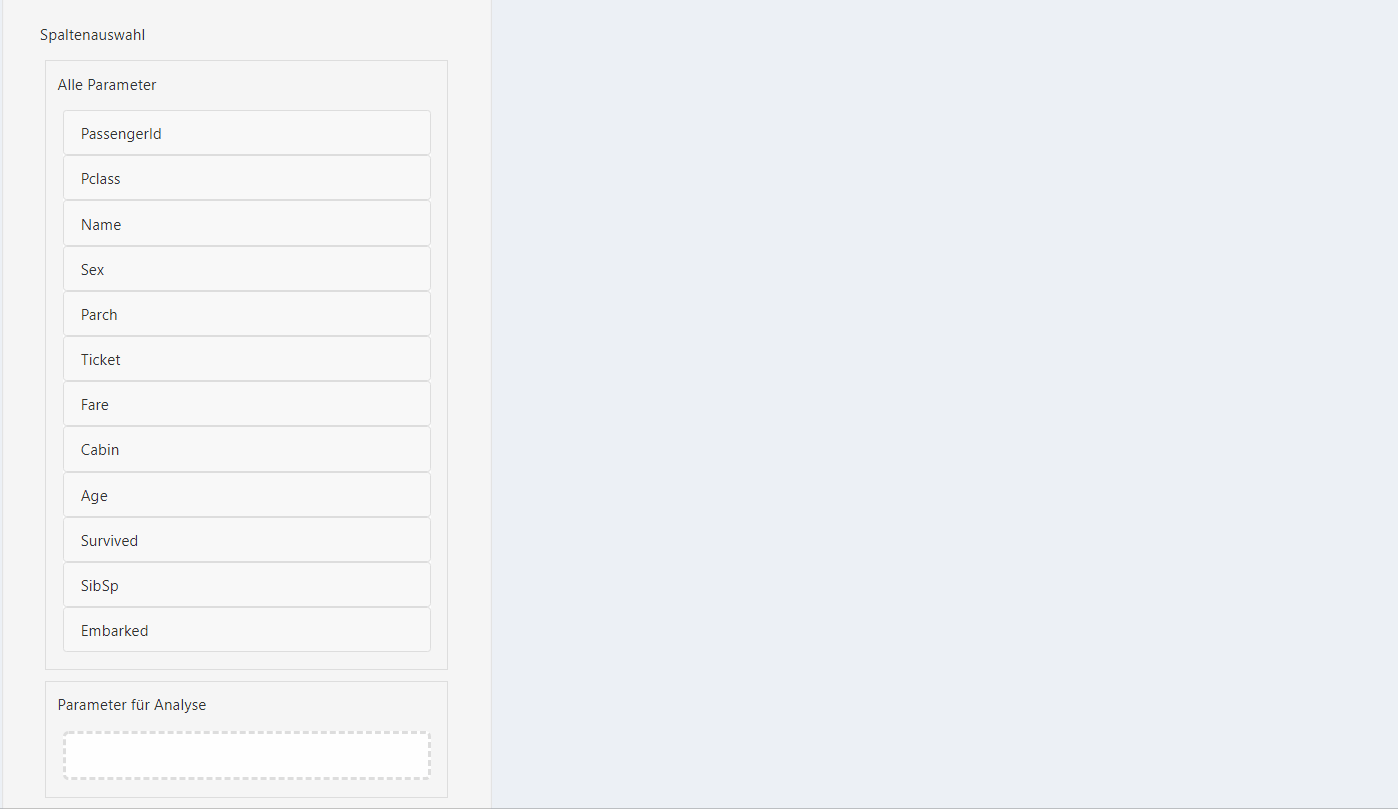 Spaltenauswahl
Alle Parameter
PassengerId
Pclass
Name
Sex
Parch
Ticket
Fare
Cabin
Age
Survived
SibSp
Embarked
Parameter für Analyse